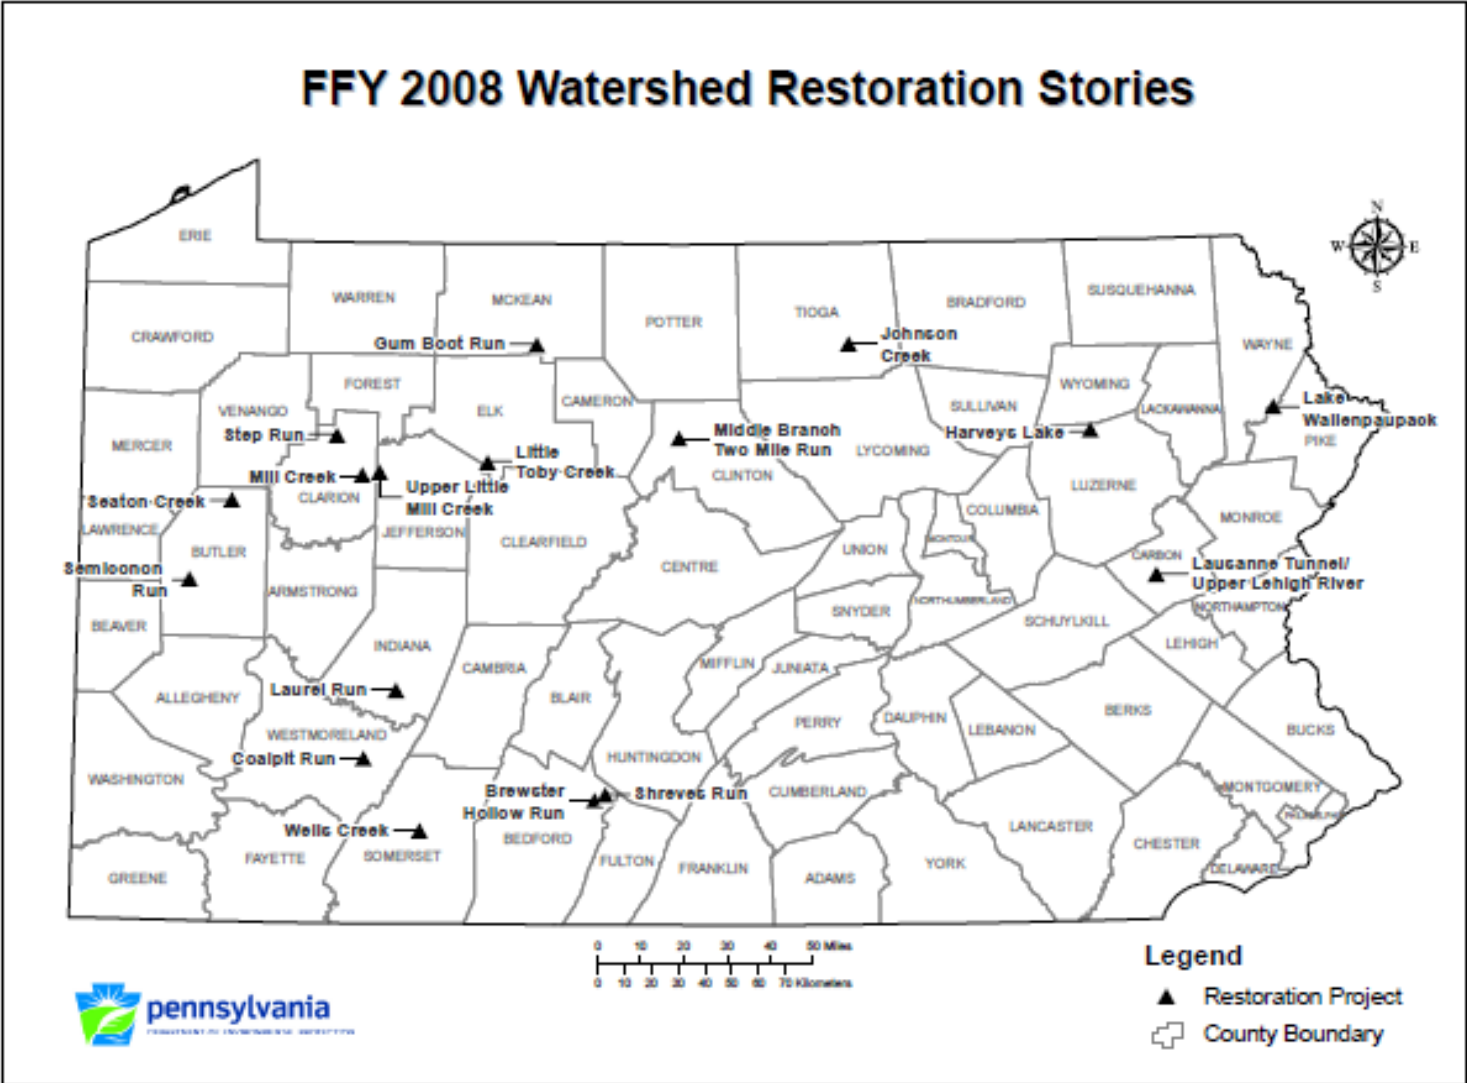 FFY 2008 Watershed Restoration Stories
N
W E
S
ERIE
SUSQUEHANNA
WARREN
MCKEAN
BRADFORD
TIOGA
POTTER
CRAWFORD
Gum Boot Run
Johnson
Creek
WAYNE
FOREST
WYOMING
CAMERON
Lake
Wallenpaupack
VENANGO
ELK
SULLIVAN
LACKAWANNA
Step Run
Middle Branch
Two Mile Run
Harveys Lake
PIKE
MERCER
LYCOMING
Little
Toby Creek
Mill Creek
CLINTON
Upper Little
Mill Creek
LUZERNE
CLARION
Seaton Creek
COLUMBIA
MONROE
LAWRENCE
JEFFERSON
CLEARFIELD
MONTOUR
UNION
BUTLER
CARBON
CENTRE
Semiconon
Run
Lausanne Tunnel/
Upper Lehigh River
ARMSTRONG
NORTHUMBERLAND
NORTHAMPTON
SNYDER
BEAVER
SCHUYLKILL
INDIANA
LEHIGH
CAMBRIA
MIFFLIN
JUNIATA
Laurel Run
ALLEGHENY
BLAIR
BERKS
DAUPHIN
PERRY
LEBANON
BUCKS
WESTMORELAND
Coalpit Run
HUNTINGDON
WASHINGTON
MONTGOMERY
Brewster
Hollow Run
Shreves Run
CUMBERLAND
PHILADELPHIA
Wells Creek
LANCASTER
BEDFORD
CHESTER
FAYETTE
SOMERSET
FULTON
YORK
FRANKLIN
DELAWARE
GREENE
ADAMS
0 10 20 30 40 50 Miles
0 10 20 30 40 50 60 70 Kilometers
Legend
Restoration Project
County Boundary
pennsylvania
DEPARTMENT OF ENVIRONMENTAL PROTECTION